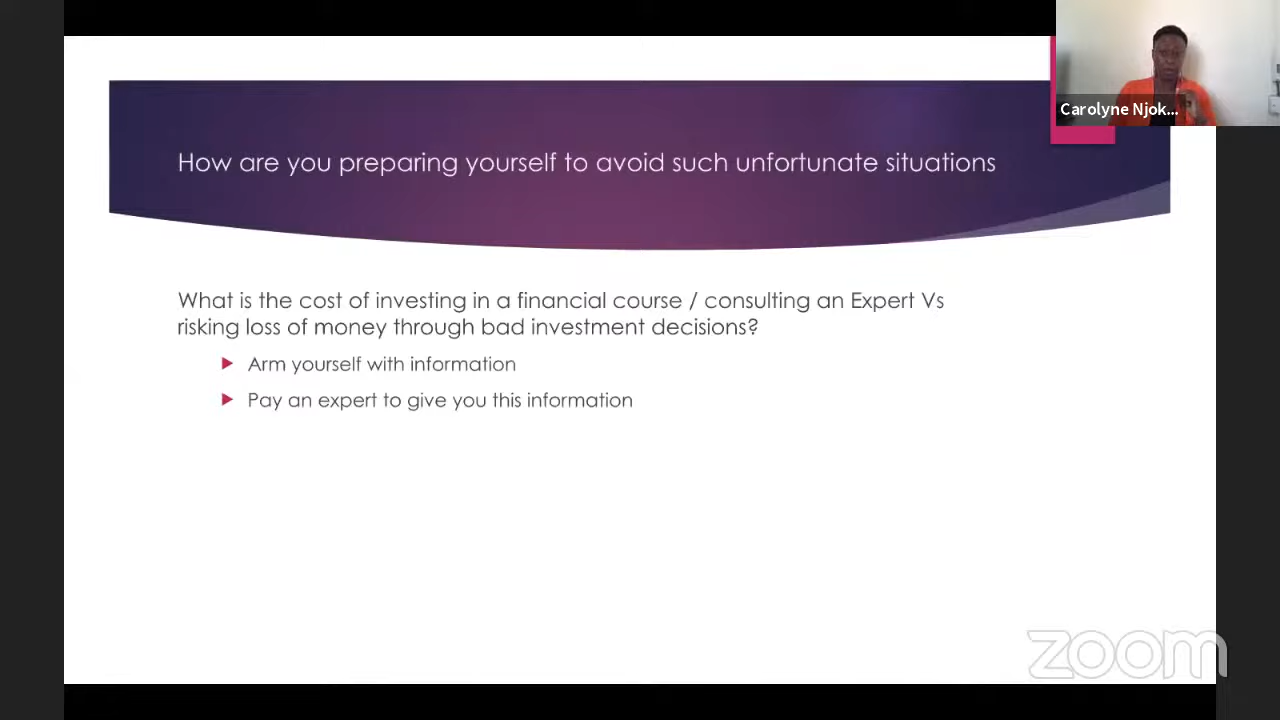 Carolyne Njok...
How are you preparing yourself to avoid such unfortunate situations
What is the cost of investing in a financial course / consulting an Expert Vs
risking loss of money through bad investment decisions?
Arm yourself with information
Pay an expert to give you this information
zoom